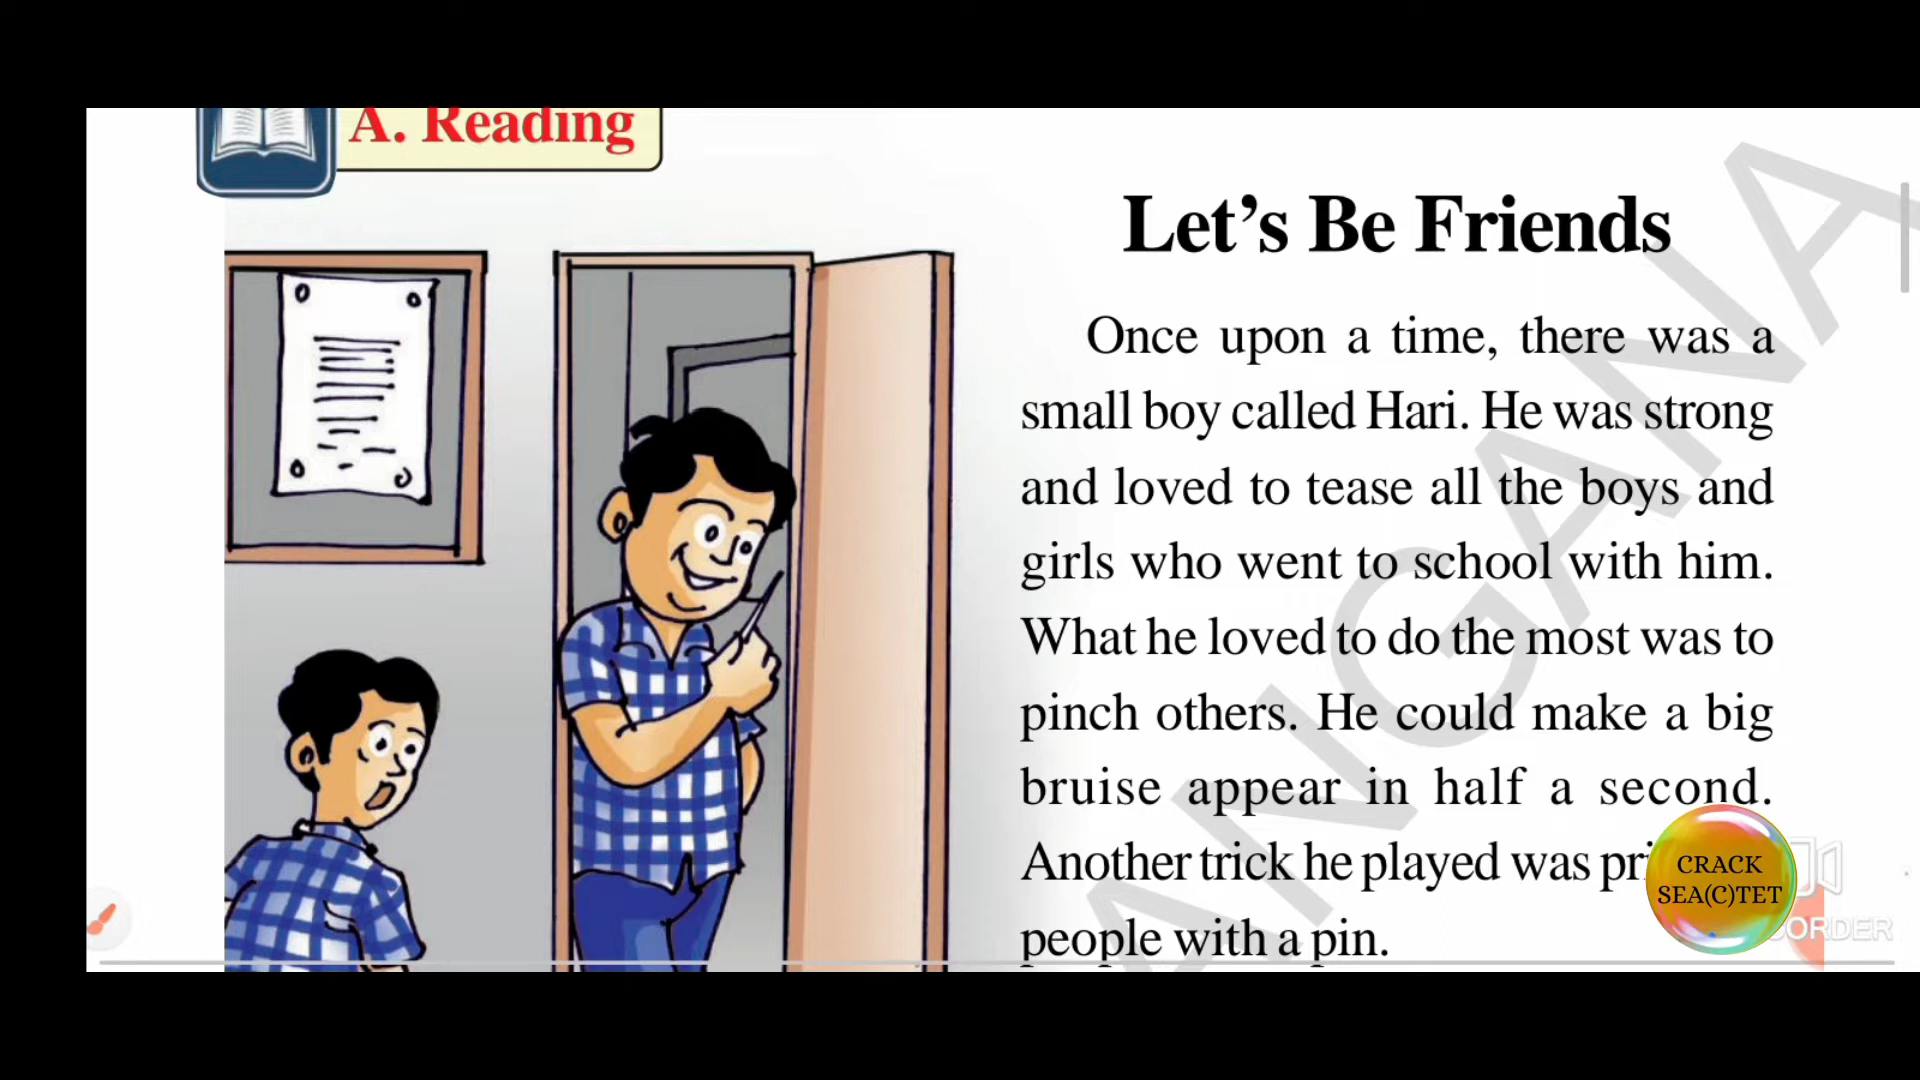 A. Reading
Let's Be Friends
Once upon a time, there was a
small boy called Hari. He was strong
and loved to tease all the boys and
girls who went to school with him.
What he loved to do the most was to
pinch others. He could make a big
bruise appear in half a second.
Another trick he played was
people with a pin.
CRACK
SEA(C)TET